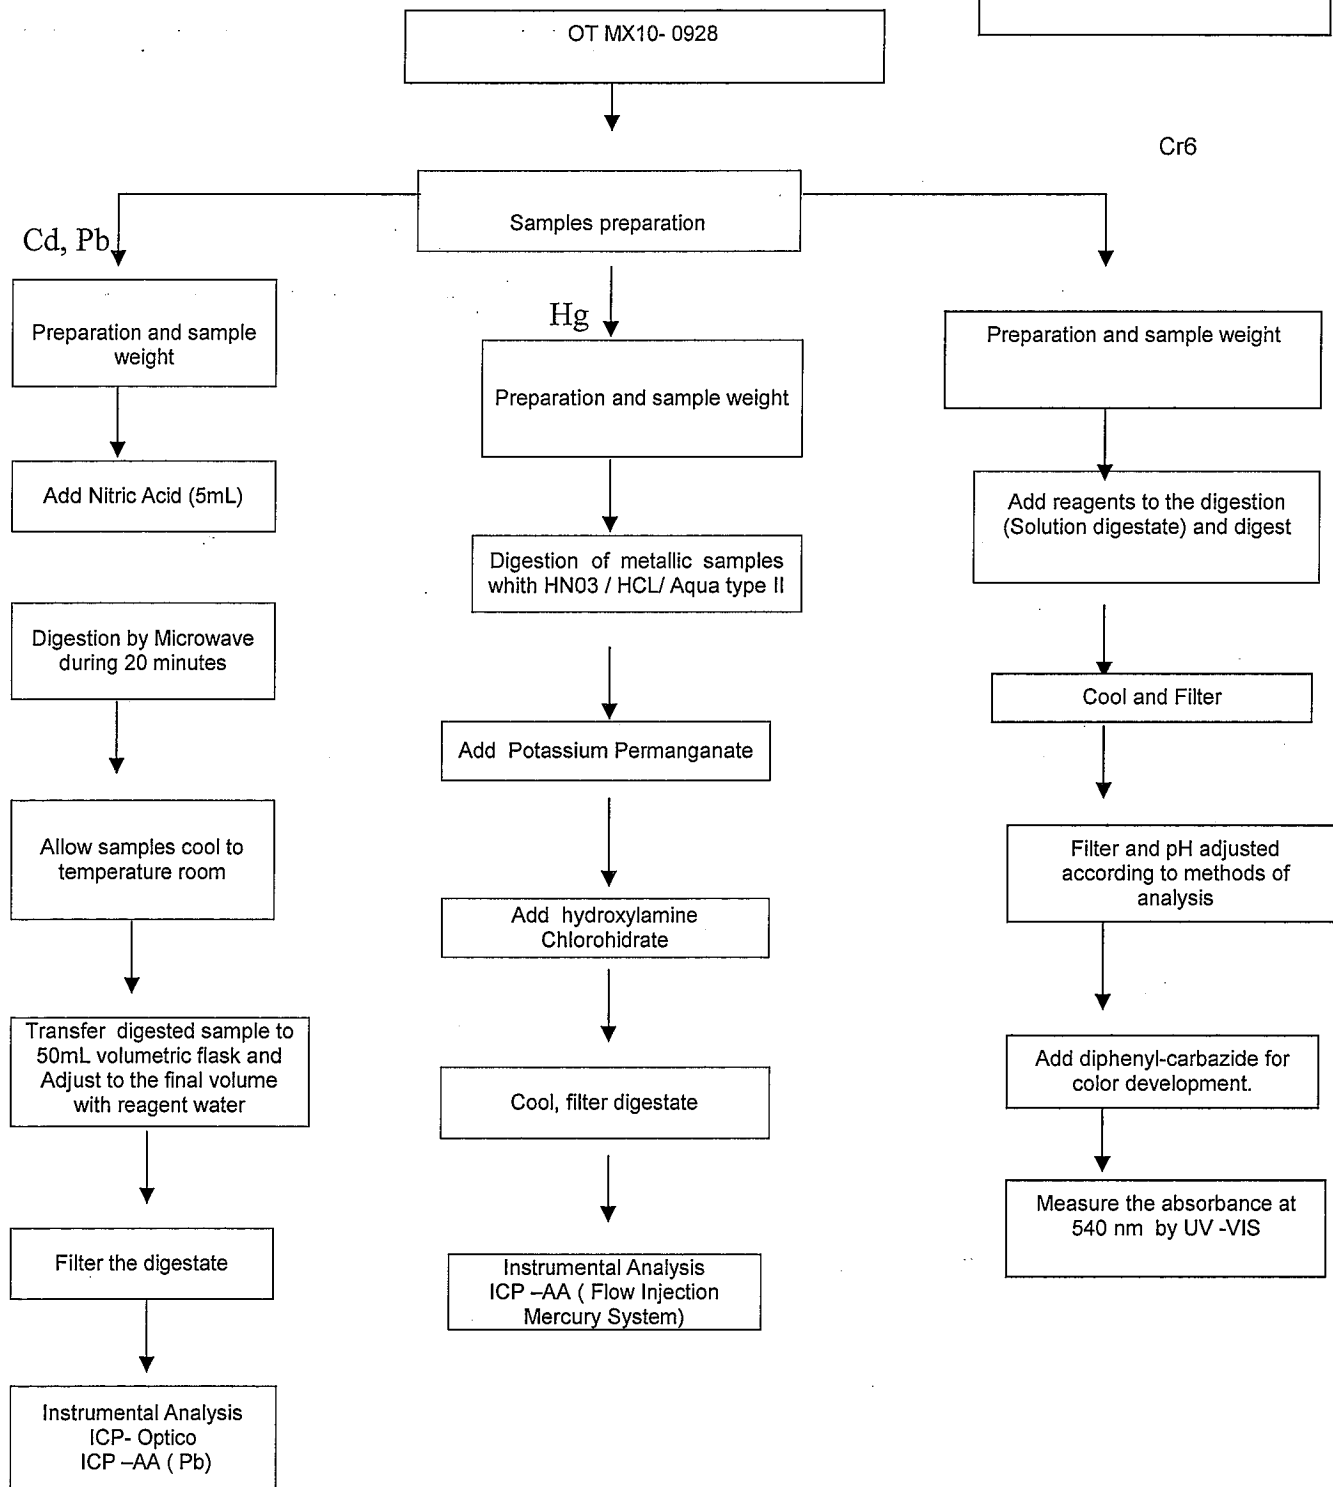 OT MX10- 0928
Cr6
Samples preparation
Cd, Pb
Preparation and sample
weight
Add Nitric Acid (5mL)
Digestion by Microwave
during 20 minutes
Allow samples cool to
temperature room
Transfer digested sample to
50mL volumetric flask and
Adjust to the final volume
with reagent water
Filter the digestate
Instrumental Analysis
ICP- Optico
ICP –AA ( Pb)
Hg
Preparation and sample weight
Digestion of metallic samples
whith HN03 / HCL/ Aqua type II
Add Potassium Permanganate
Add hydroxylamine
Chlorohidrate
Cool, filter digestate
Instrumental Analysis
ICP –AA ( Flow Injection
Mercury System)
Preparation and sample weight
Add reagents to the digestion
(Solution digestate) and digest
Cool and Filter
Filter and pH adjusted
according to methods of
analysis
Add diphenyl-carbazide for
color development.
Measure the absorbance at
540 nm by UV -VIS